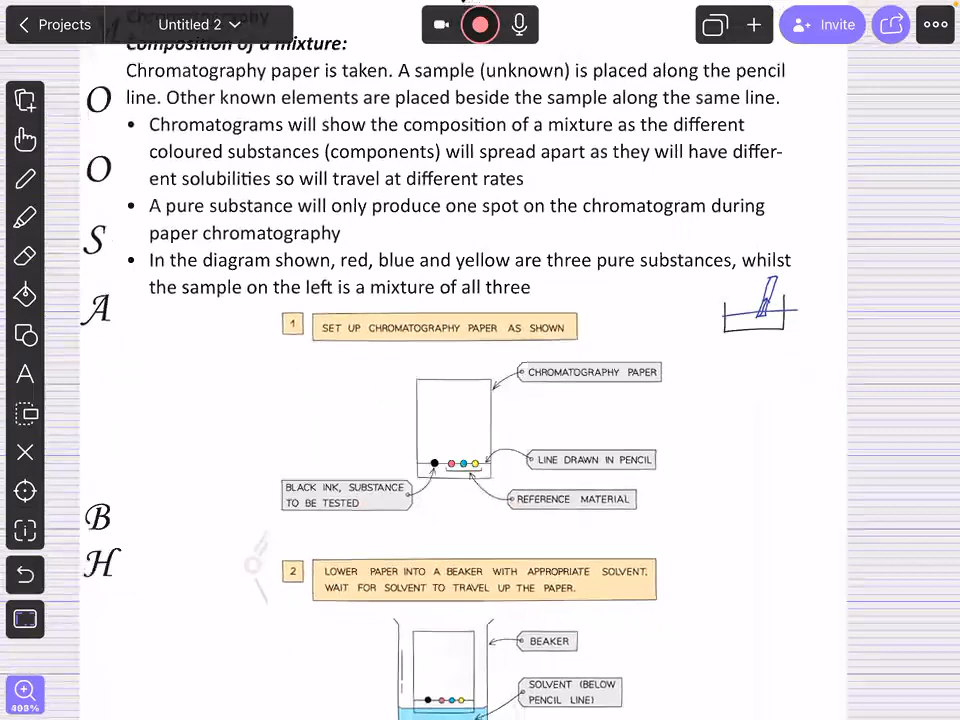 Projects
Untitled 2
Invite
Chromatography
Composition of a mixture:
Chromatography paper is taken. A sample (unknown) is placed along the pencil
line. Other known elements are placed beside the sample along the same line.
• Chromatograms will show the composition of a mixture as the different
coloured substances (components) will spread apart as they will have differ-
ent solubilities so will travel at different rates
• A pure substance will only produce one spot on the chromatogram during
paper chromatography
• In the diagram shown, red, blue and yellow are three pure substances, whilst
the sample on the left is a mixture of all three
O
O
S
A
B
H
1
SET UP CHROMATOGRAPHY PAPER AS SHOWN
CHROMATOGRAPHY PAPER
LINE DRAWN IN PENCIL
BLACK INK, SUBSTANCE
TO BE TESTED
REFERENCE MATERIAL
2
LOWER PAPER INTO A BEAKER WITH APPROPRIATE SOLVENT.
WAIT FOR SOLVENT TO TRAVEL UP THE PAPER.
BEAKER
SOLVENT (BELOW
PENCIL LINE)